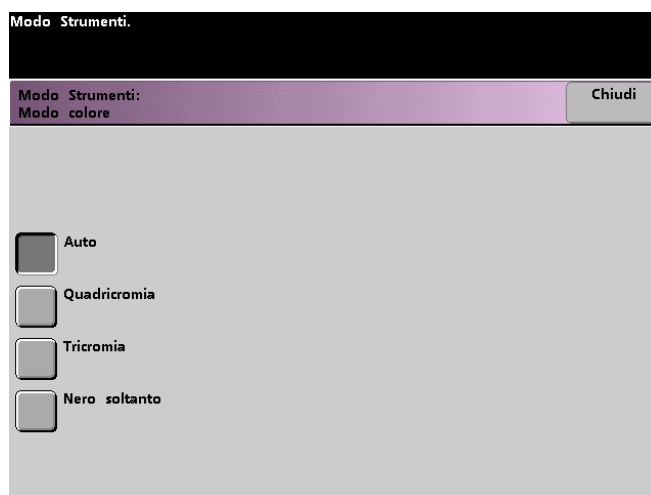 Modo Strumenti.
Modo Strumenti:
Modo colore
Chiudi
Auto
Quadricromia
Tricromia
Nero soltanto